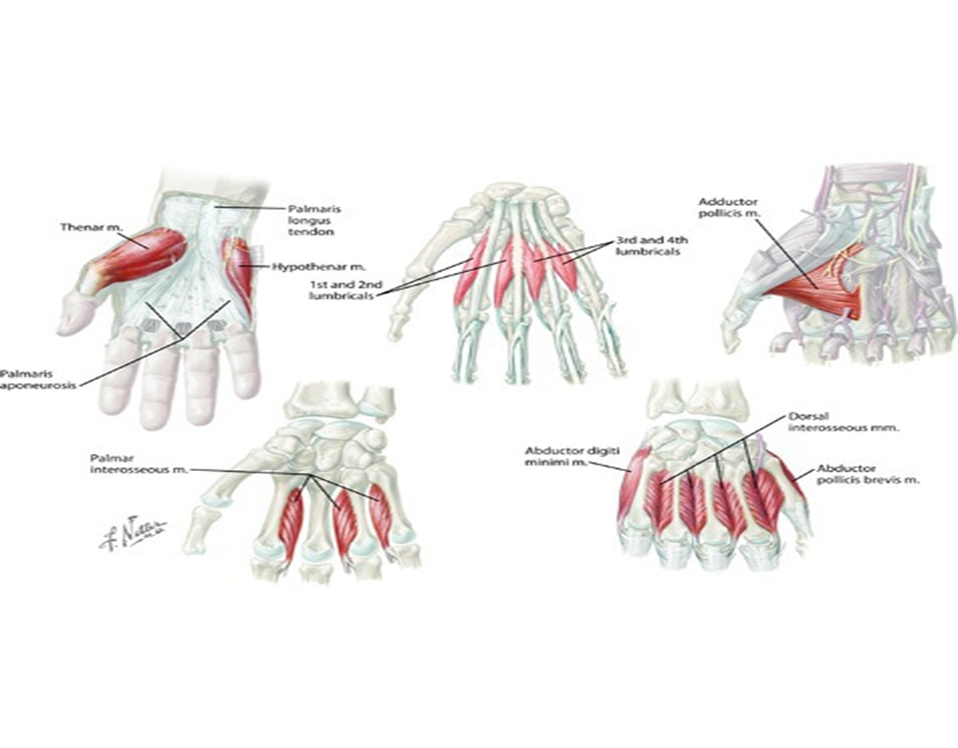 Thenar m.
Palmaris
longus
tendon
Hypothenar m.
Palmaris
aponeurosis
1st and 2nd
lumbricals
3rd and 4th
lumbricals
Adductor
pollicis m.
Palmar
interosseous m.
Abductor digiti
minimi m.
Dorsal
interosseous mm.
Abductor
pollicis brevis m.
F. Netter